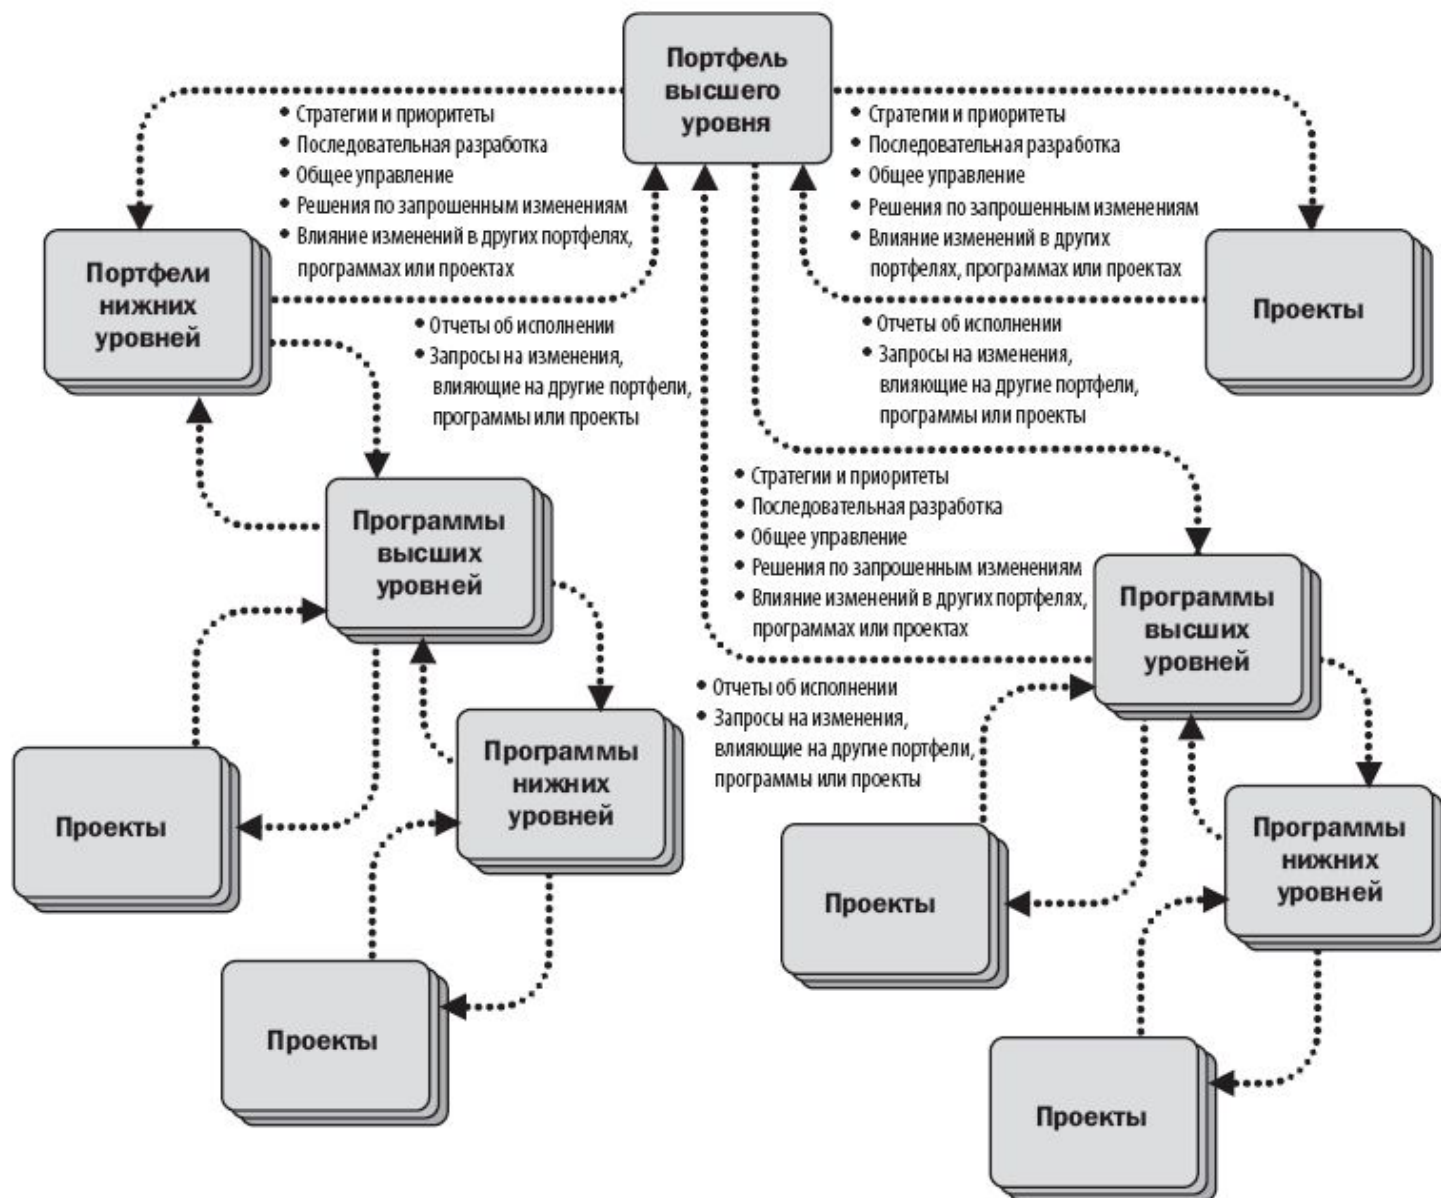 Портфель
высшего
уровня
• Стратегии и приоритеты
• Последовательная разработка
• Общее управление
• Решения по запрошенным изменениям
• Влияние изменений в других портфелях,
программах или проектах
• Стратегии и приоритеты
• Последовательная разработка
• Общее управление
• Решения по запрошенным изменениям
• Влияние изменений в других
портфелях, программах или проектах
Портфели
нижних
уровней
Проекты
• Отчеты об исполнении
• Запросы на изменения,
влияющие на другие портфели,
программы или проекты
• Отчеты об исполнении
• Запросы на изменения,
влияющие на другие портфели,
программы или проекты
Программы
высших
уровней
• Стратегии и приоритеты
• Последовательная разработка
• Общее управление
• Решения по запрошенным изменениям
• Влияние изменений в других портфелях,
программах или проектах
Программы
высших
уровней
• Отчеты об исполнении
• Запросы на изменения,
влияющие на другие портфели,
программы или проекты
Программы
нижних
уровней
Проекты
Проекты
Программы
нижних
уровней
Проекты
Проекты